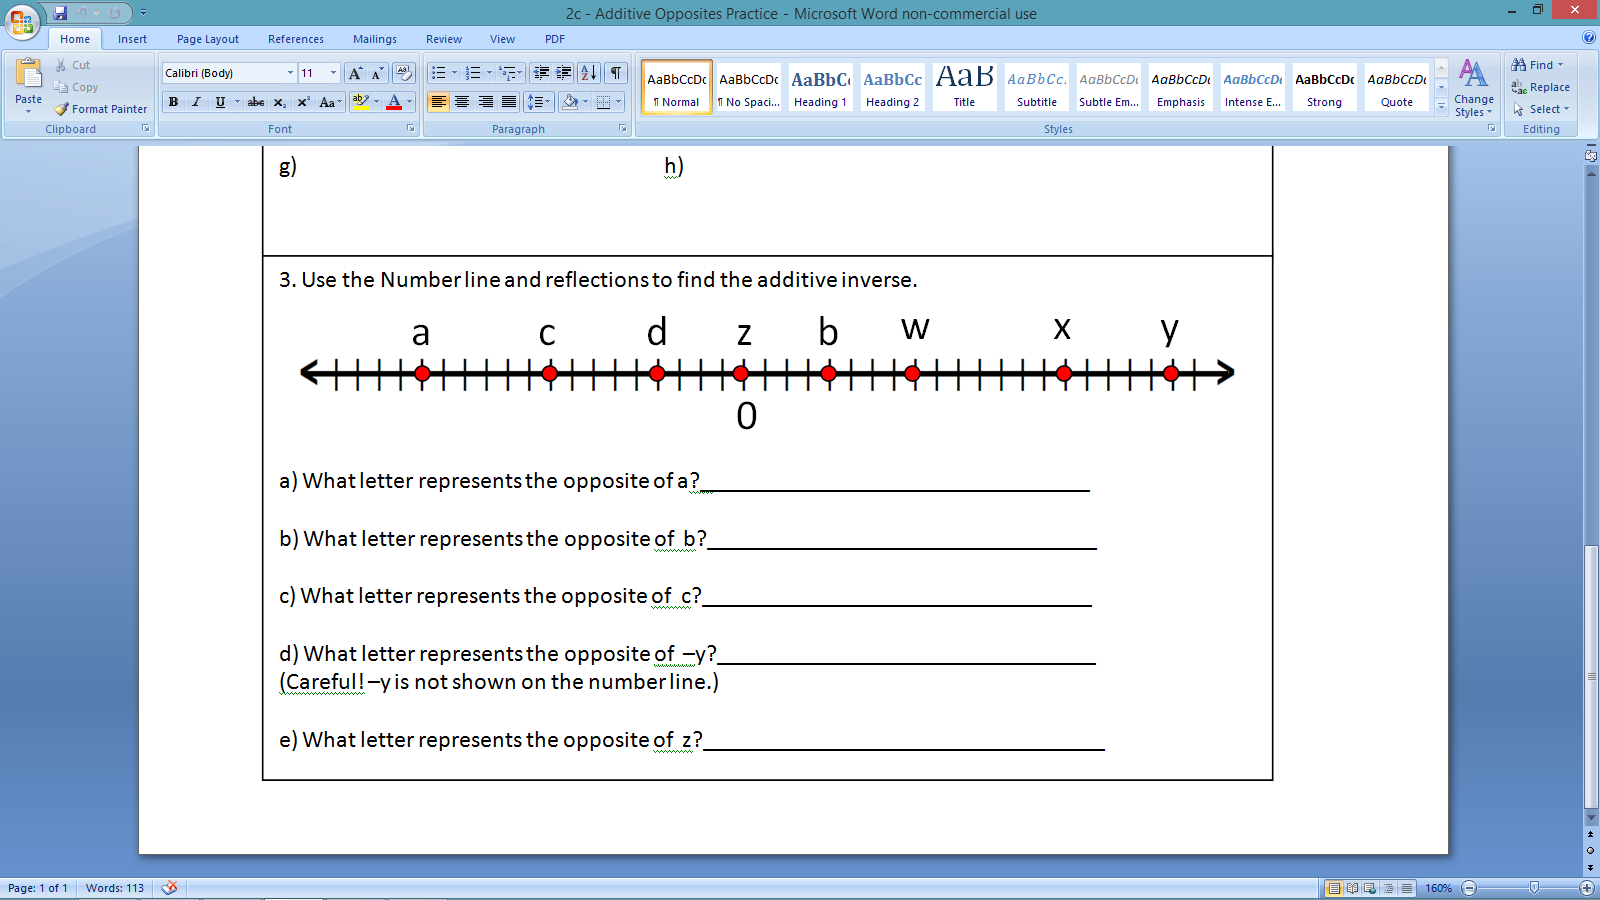 2c - Additive Opposites Practice - Microsoft Word non-commercial use
Home Insert Page Layout References Mailings Review View PDF
Paste
Cut
Copy
Format Painter
Clipboard
Calibri (Body) 11
B I U abc x₂ x² Aa
Font
Paragraph
AaBbCcDc AaBbCcDc AaBbC AaBbCc AaB AaBbCc. AaBbCcDc AaBbCcDc AaBbCcDc AaBbCcDc AaBbCcDc
¶ Normal ¶ No Spaci... Heading 1 Heading 2 Title Subtitle Subtle Em... Emphasis Intense E... Strong Quote
Styles
Change
Styles
Find
Replace
Select
Editing
g) h)
3. Use the Number line and reflections to find the additive inverse.
a c d z b w x y
0
a) What letter represents the opposite of a?
b) What letter represents the opposite of b?
c) What letter represents the opposite of c?
d) What letter represents the opposite of –y?
(Careful! –y is not shown on the number line.)
e) What letter represents the opposite of z?
Page: 1 of 1 Words: 113 160%